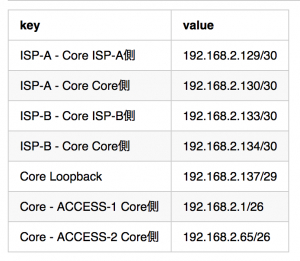 key value
ISP-A - Core ISP-A側 192.168.2.129/30
ISP-A - Core Core側 192.168.2.130/30
ISP-B - Core ISP-B側 192.168.2.133/30
ISP-B - Core Core側 192.168.2.134/30
Core Loopback 192.168.2.137/29
Core - ACCESS-1 Core側 192.168.2.1/26
Core - ACCESS-2 Core側 192.168.2.65/26